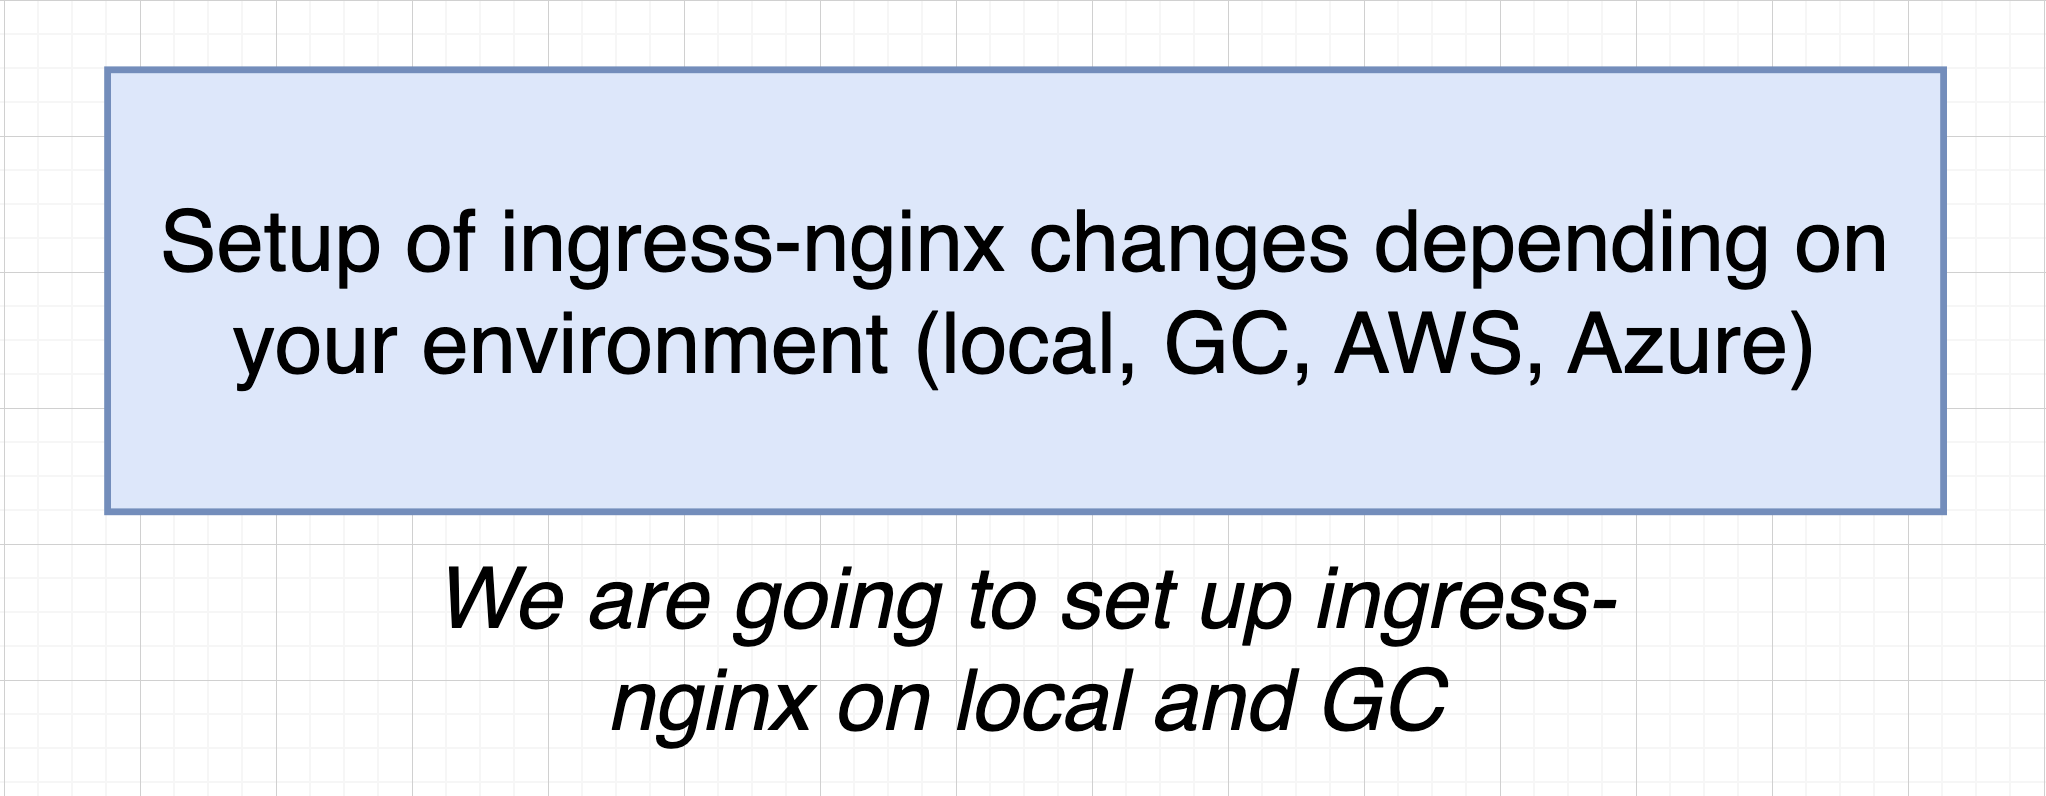 Setup of ingress-nginx changes depending on
your environment (local, GC, AWS, Azure)
We are going to set up ingress-
nginx on local and GC